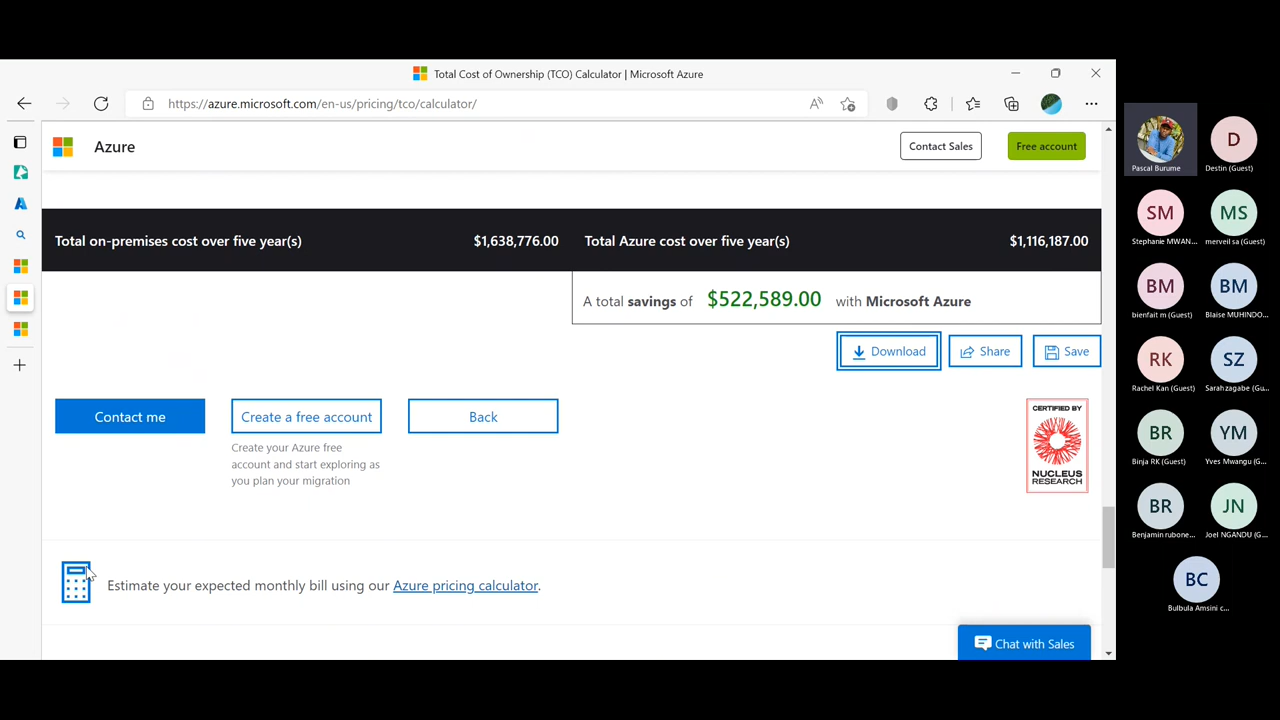 Total Cost of Ownership (TCO) Calculator | Microsoft Azure
https://azure.microsoft.com/en-us/pricing/tco/calculator/
Azure
Contact Sales
Free account
Total on-premises cost over five year(s) $1,638,776.00
Total Azure cost over five year(s) $1,116,187.00
A total savings of $522,589.00 with Microsoft Azure
Download
Share
Save
Contact me
Create a free account
Back
Create your Azure free
account and start exploring as
you plan your migration
CERTIFIED BY
NUCLEUS
RESEARCH
Estimate your expected monthly bill using our Azure pricing calculator.
Chat with Sales
Pascal Burume
D
Destin (Guest)
SM
Stephanie MWAN...
MS
merveil sa (Guest)
BM
bienfait m (Guest)
BM
Blaise MUHINDO...
RK
Rachel Kan (Guest)
SZ
Sarahzagabe (Gu...
BR
Binja RK (Guest)
YM
Yves Mwangu (G...
BR
Benjamin rubone...
JN
Joel NGANDU (G...
BC
Bulbula Amsini c...